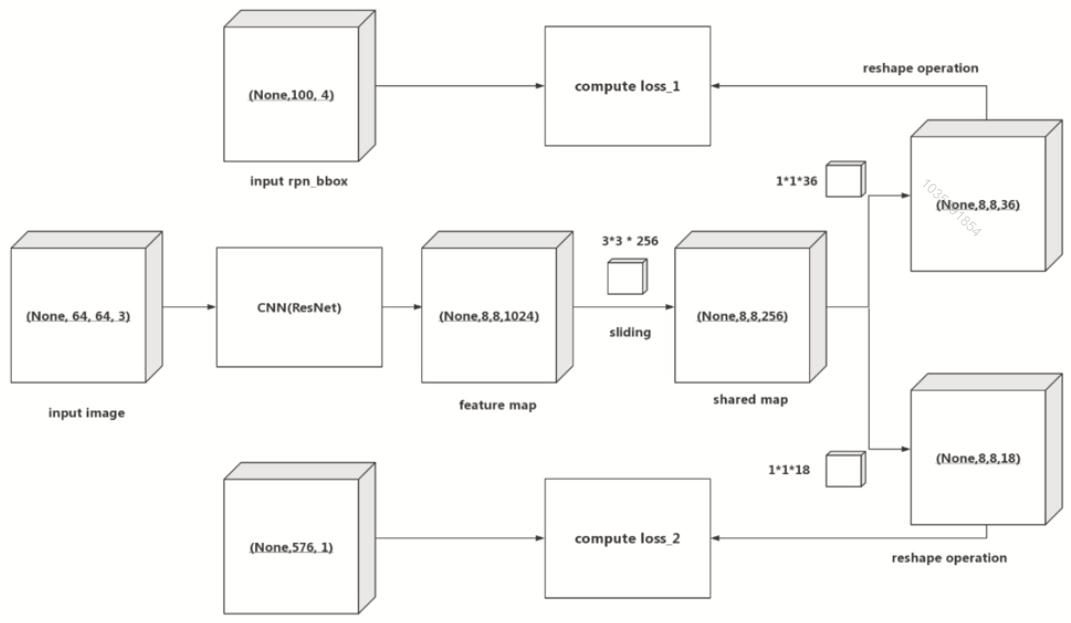 reshape operation
(None,100, 4)
compute loss_1
input rpn_bbox
1*1*36
(None,8,8,36)
3*3 * 256
(None, 64, 64, 3)
CNN(ResNet)
(None,8,8,1024)
(None,8,8,256)
sliding
input image
feature map
shared map
1*1*18
(None,8,8,18)
(None,576, 1)
compute loss_2
reshape operation